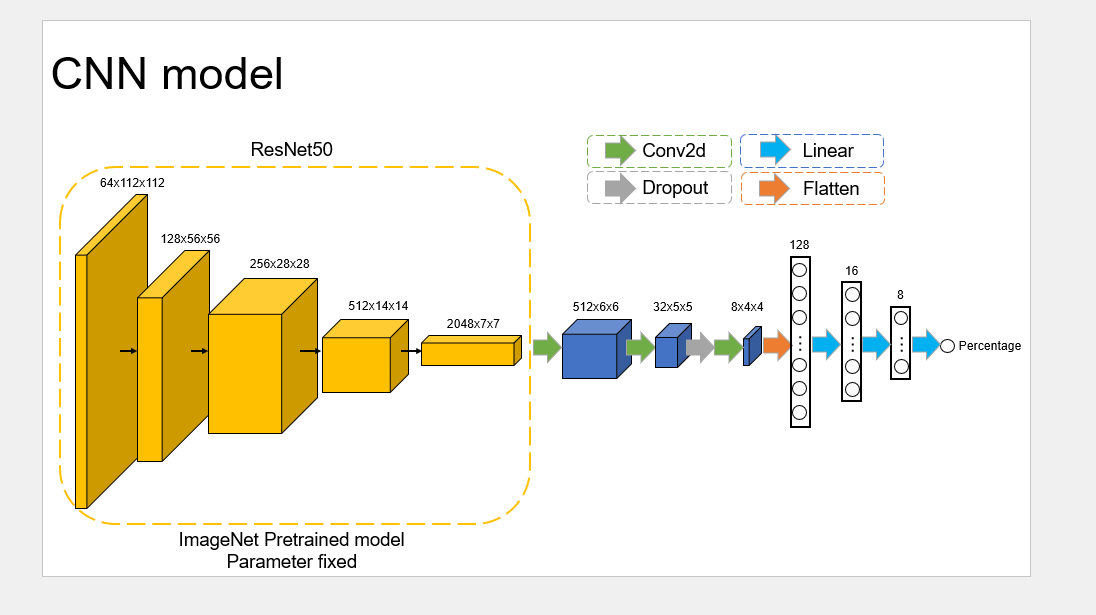 CNN model
ResNet50
64x112x112
128x56x56
256x28x28
512x14x14
2048x7x7
ImageNet Pretrained model
Parameter fixed
Conv2d
Linear
Dropout
Flatten
512x6x6
32x5x5
8x4x4
128
16
8
Percentage